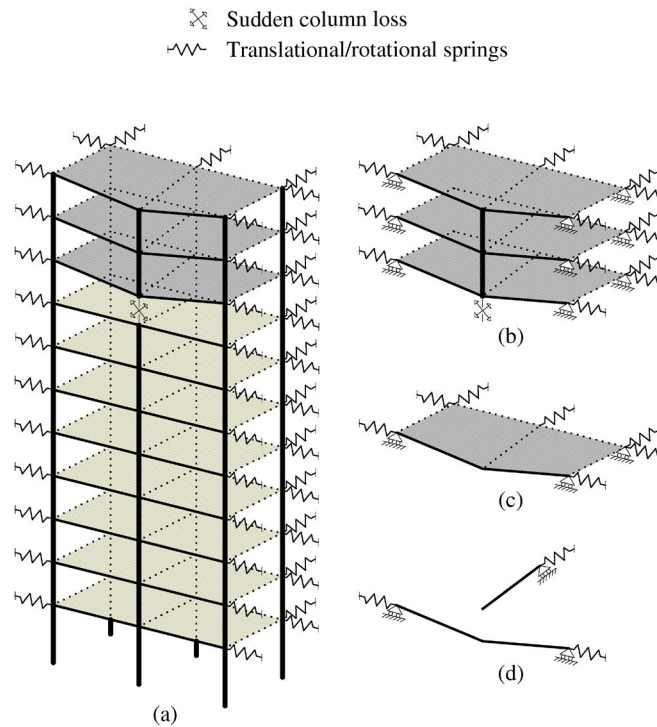 Sudden column loss
Translational/rotational springs
(a)
(b)
(c)
(d)